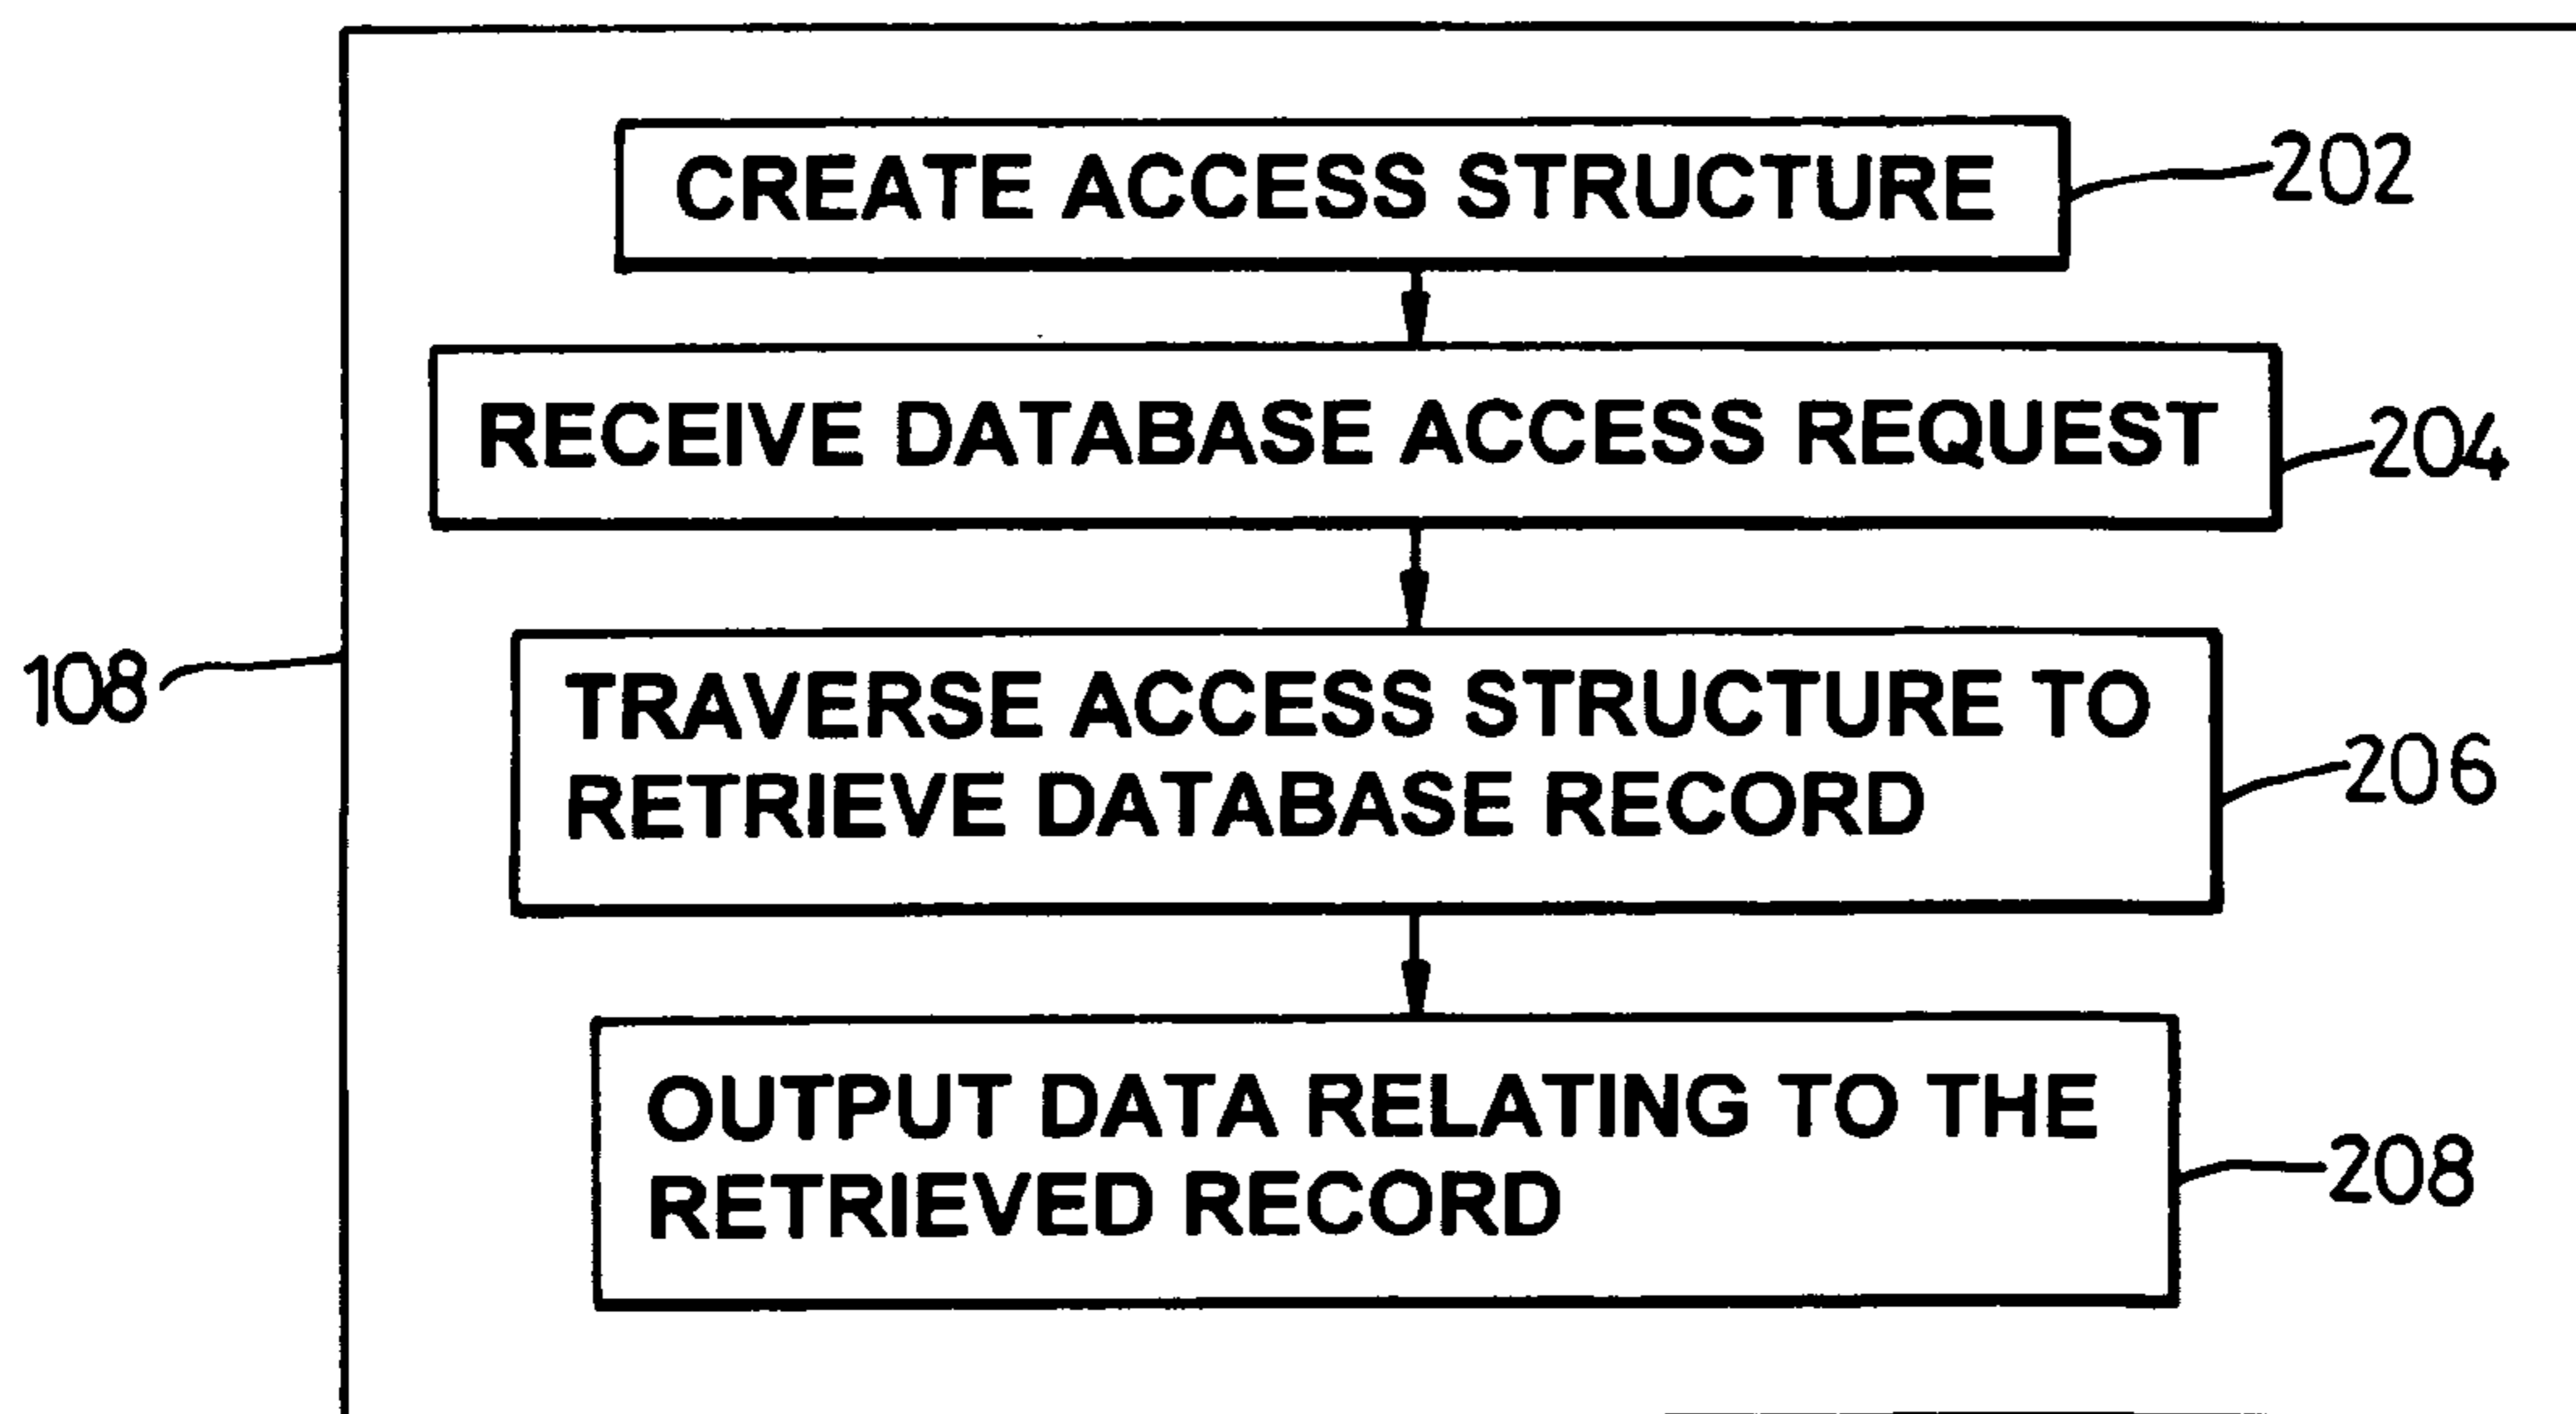 CREATE ACCESS STRUCTURE
202
RECEIVE DATABASE ACCESS REQUEST
204
108
TRAVERSE ACCESS STRUCTURE TO
RETRIEVE DATABASE RECORD
206
OUTPUT DATA RELATING TO THE
RETRIEVED RECORD
208